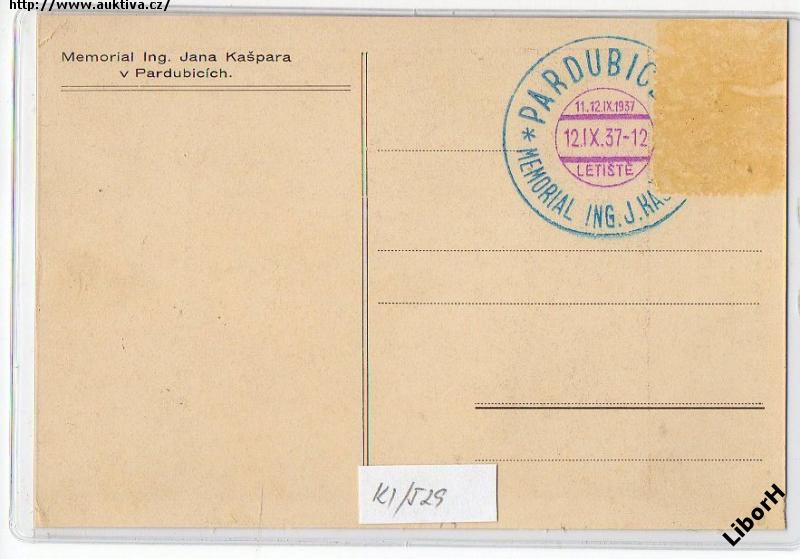 http://www.auktiva.cz/
Memorial Ing. Jana Kašpara
v Pardubicích.
PARDUBIC
11.12.IX.1937
* 12.IX.37-12
LETIŠTĚ
MEMORIAL ING. J. KAŠ
K1/529
LiborH